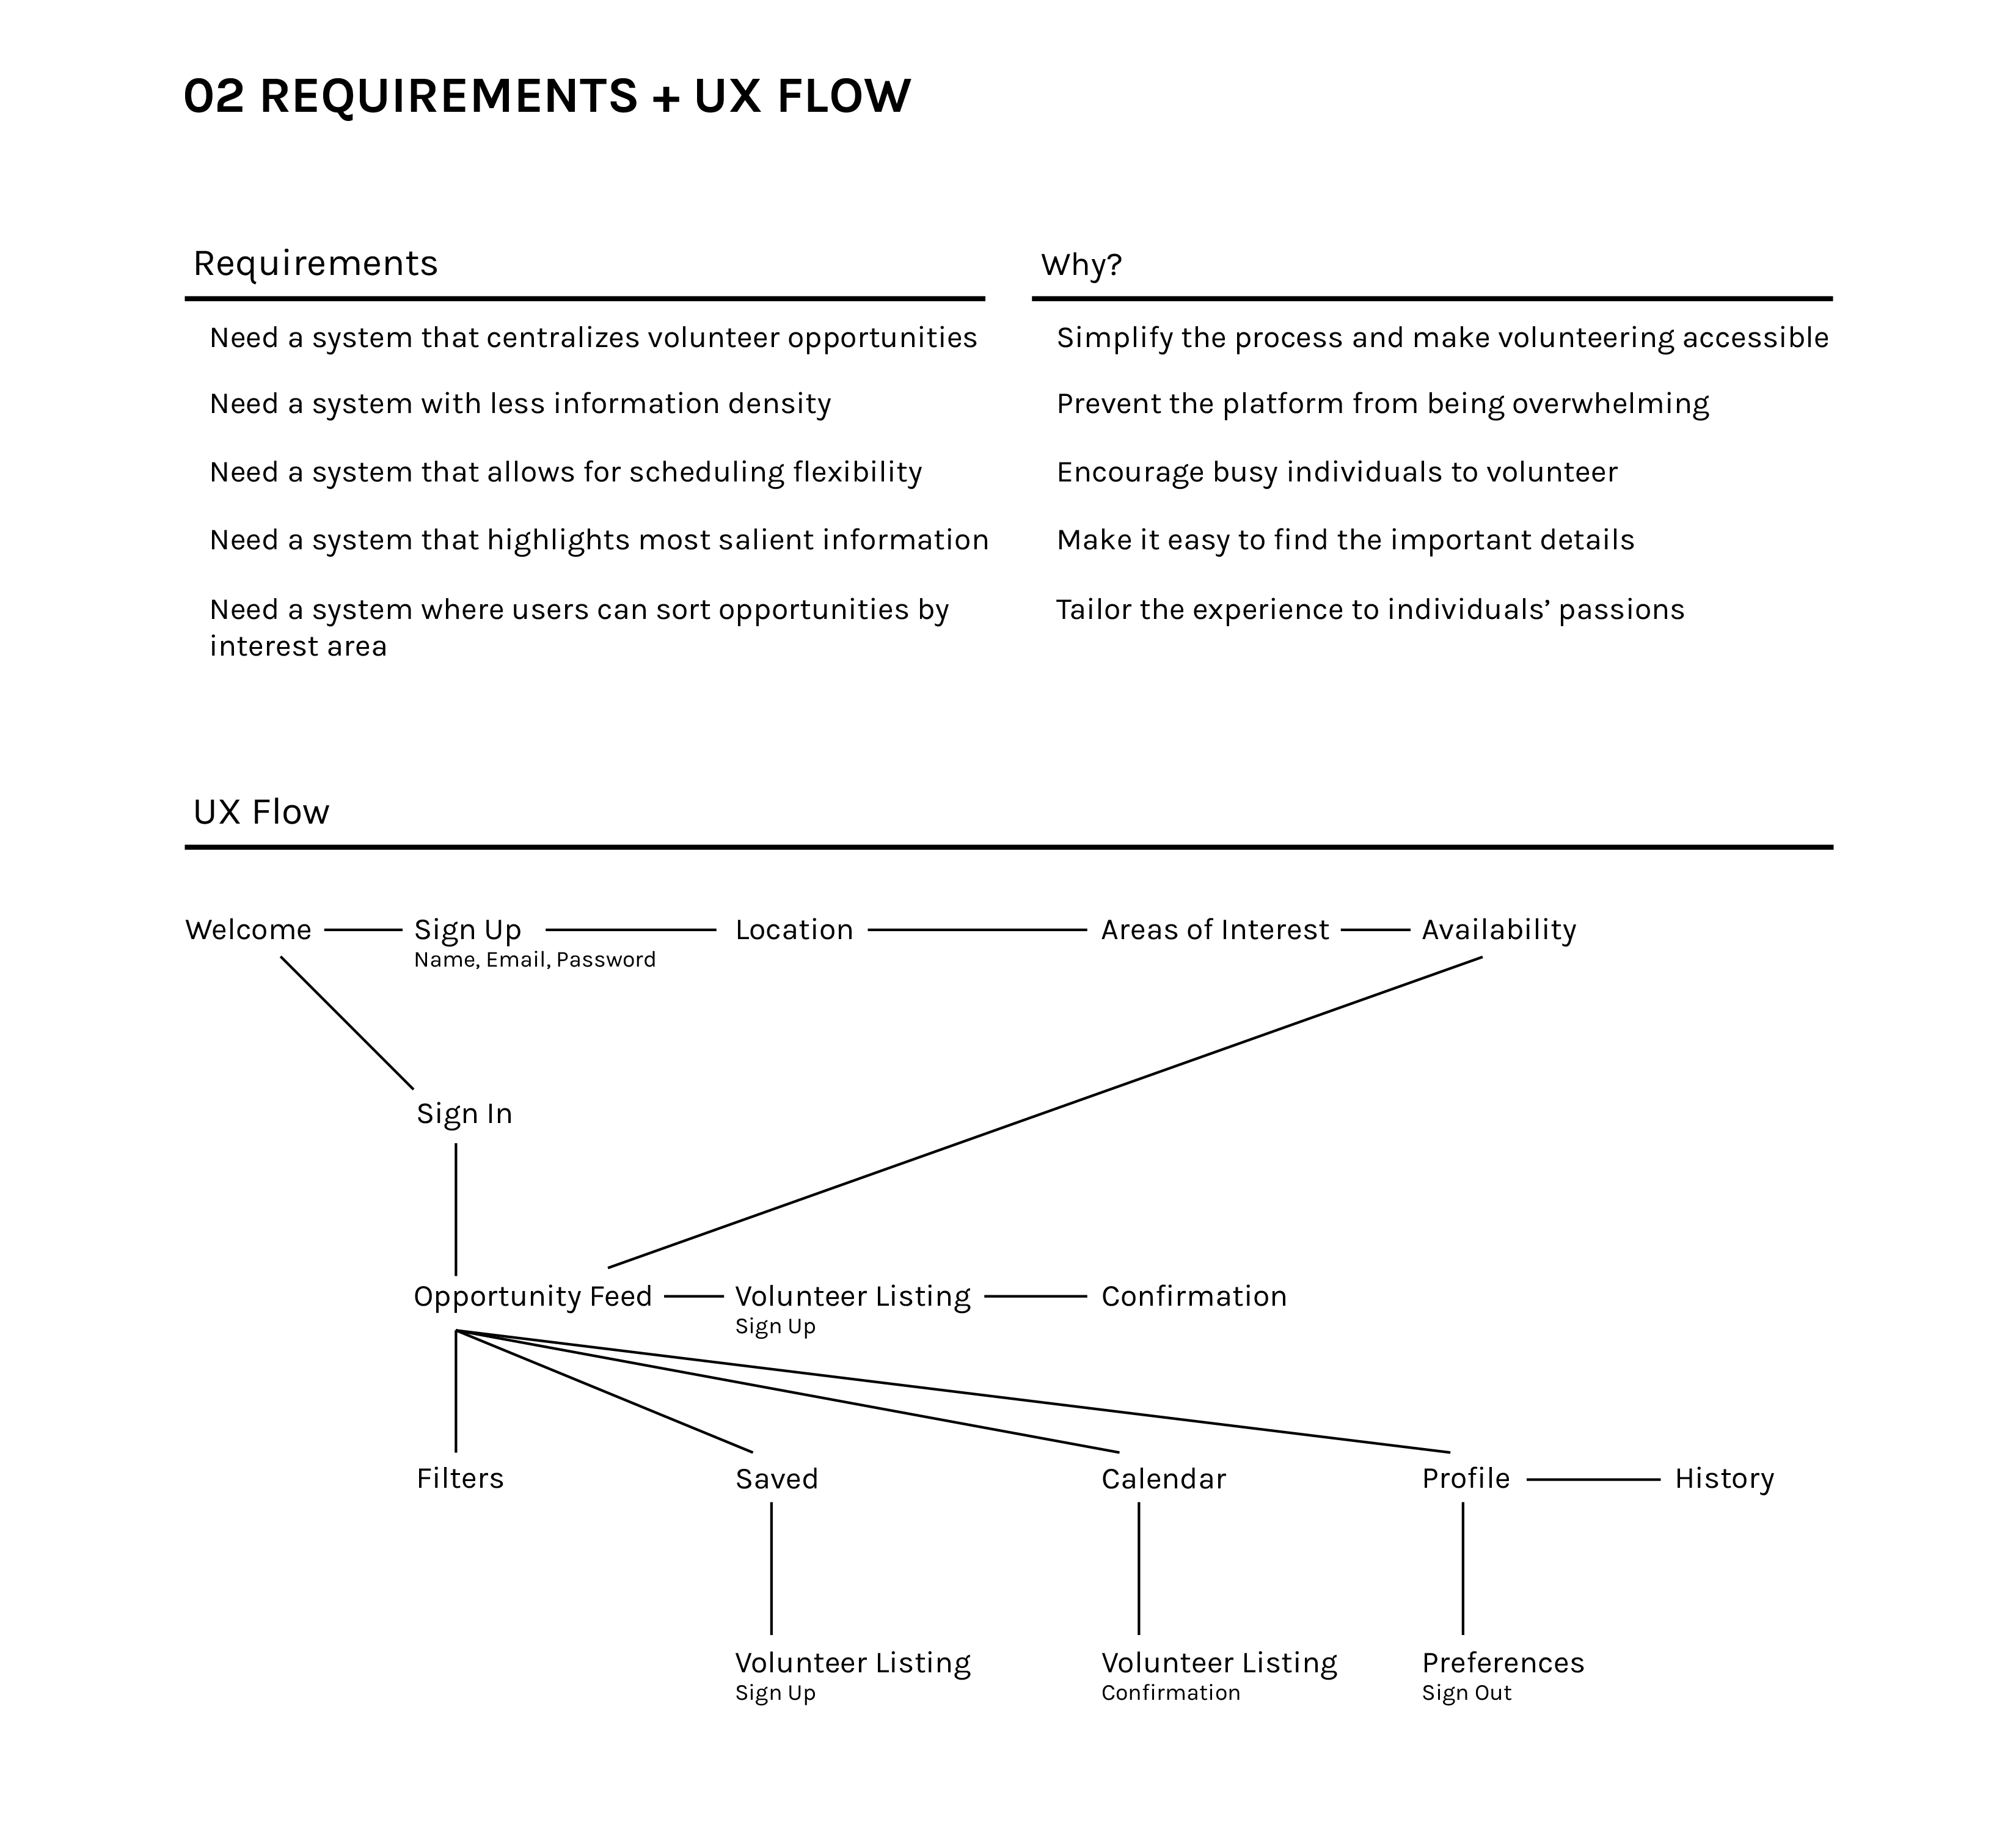 02 REQUIREMENTS + UX FLOW
Requirements
Why?
Need a system that centralizes volunteer opportunities
Simplify the process and make volunteering accessible
Need a system with less information density
Prevent the platform from being overwhelming
Need a system that allows for scheduling flexibility
Encourage busy individuals to volunteer
Need a system that highlights most salient information
Make it easy to find the important details
Need a system where users can sort opportunities by
interest area
Tailor the experience to individuals’ passions
UX Flow
Welcome
Sign Up
Name, Email, Password
Location
Areas of Interest
Availability
Sign In
Opportunity Feed
Volunteer Listing
Sign Up
Confirmation
Filters
Saved
Calendar
Profile
History
Volunteer Listing
Sign Up
Volunteer Listing
Confirmation
Preferences
Sign Out